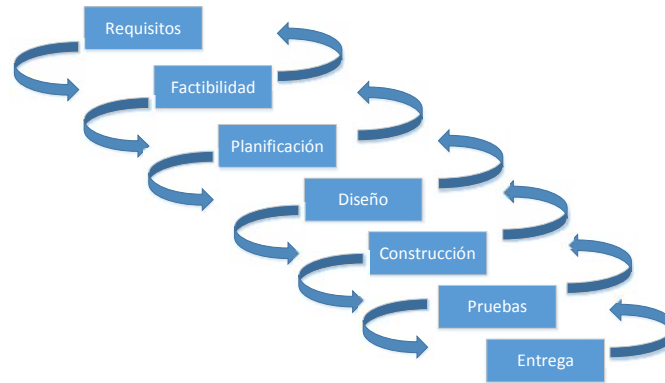 Requisitos
Factibilidad
Planificación
Diseño
Construcción
Pruebas
Entrega